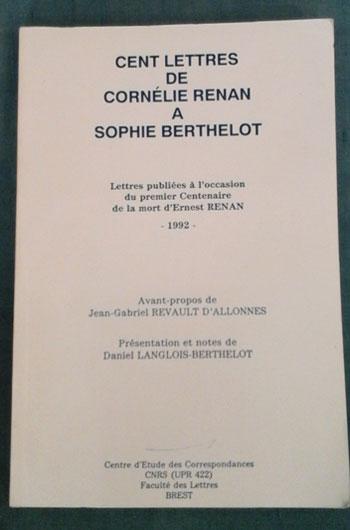 CENT LETTRES
DE
CORNÉLIE RENAN
A
SOPHIE BERTHELOT
Lettres publiées à l'occasion
du premier Centenaire
de la mort d'Ernest RENAN
- 1992 -
Avant-propos de
Jean-Gabriel REVAULT D'ALLONNES
Présentation et notes de
Daniel LANGLOIS-BERTHELOT
Centre d'Etude des Correspondances
CNRS (UPR 422)
Faculté des Lettres
BREST